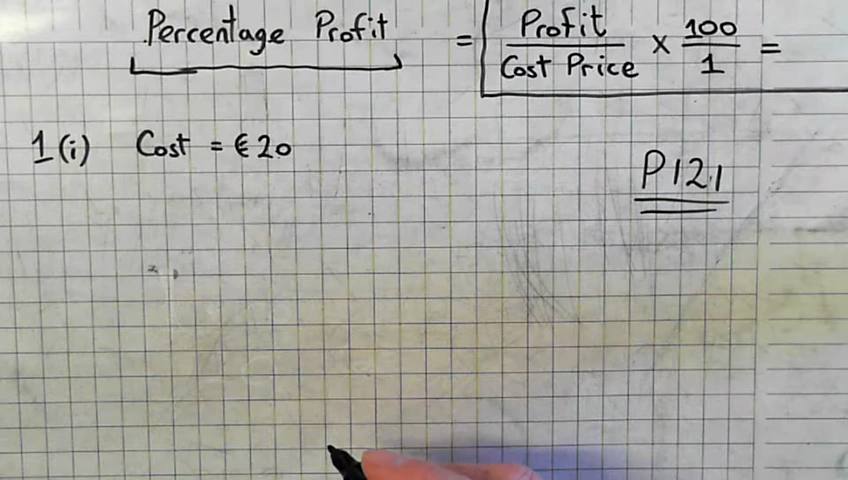 Percentage Profit = Profit / Cost Price x 100 / 1 =
1(i) Cost = €20
P121